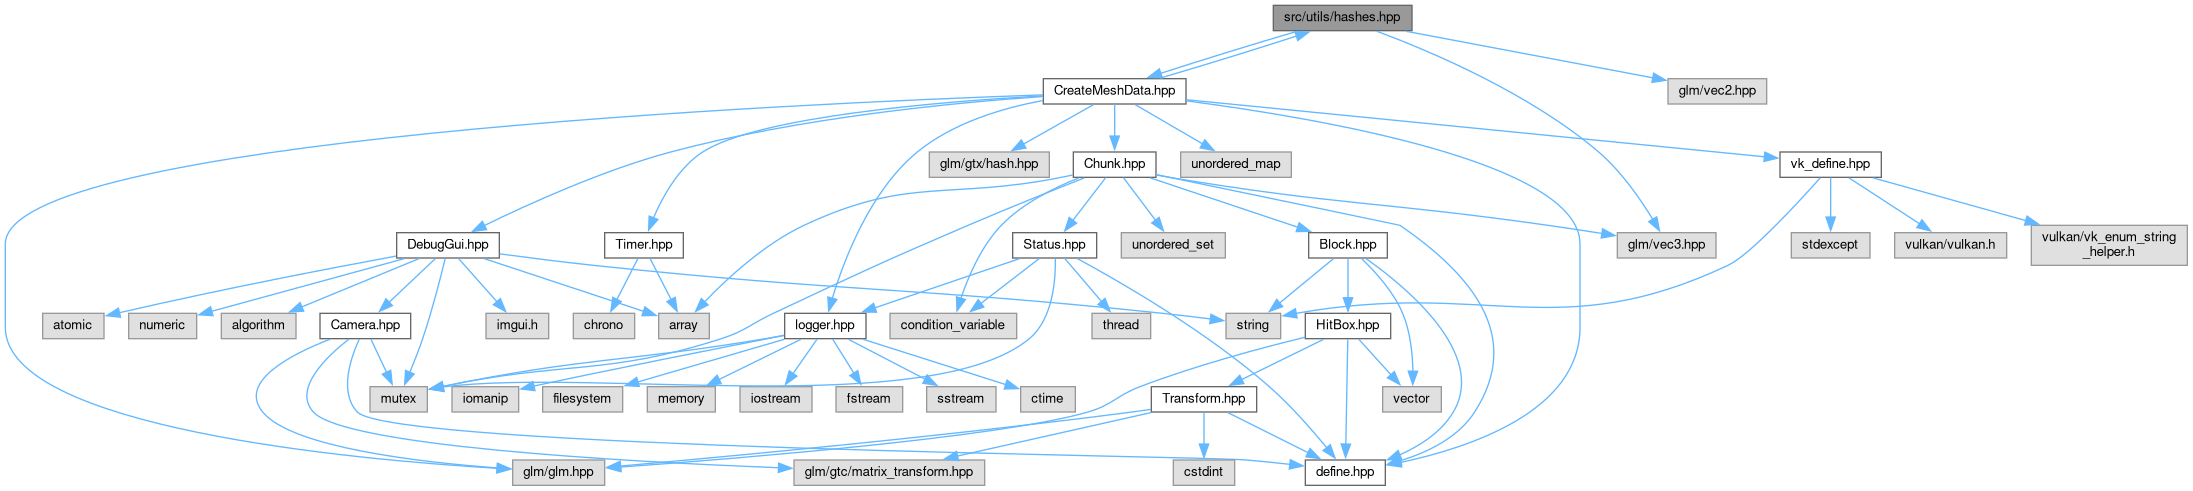 src/utils/hashes.hpp
CreateMeshData.hpp
glm/vec2.hpp
glm/gtx/hash.hpp
Chunk.hpp
unordered_map
vk_define.hpp
DebugGui.hpp
Timer.hpp
Status.hpp
unordered_set
Block.hpp
glm/vec3.hpp
stdexcept
vulkan/vulkan.h
vulkan/vk_enum_string
_helper.h
atomic
numeric
algorithm
Camera.hpp
imgui.h
chrono
array
logger.hpp
condition_variable
thread
string
HitBox.hpp
mutex
iomanip
filesystem
memory
iostream
fstream
sstream
ctime
Transform.hpp
vector
glm/glm.hpp
glm/gtc/matrix_transform.hpp
cstdint
define.hpp